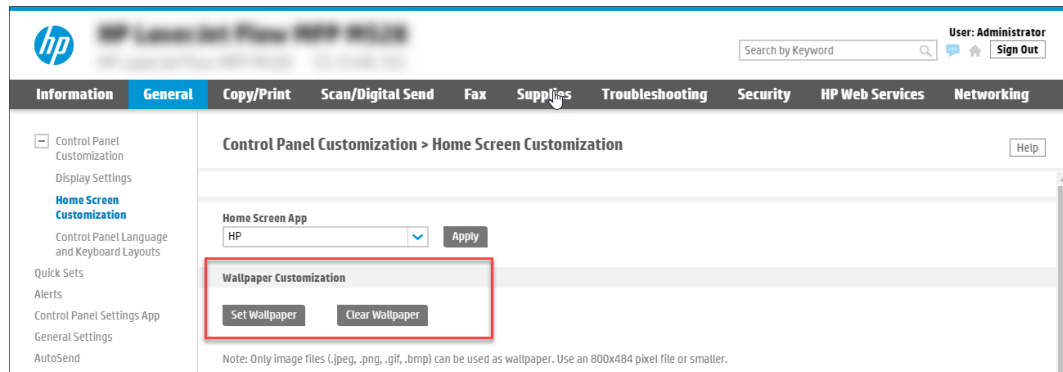 hp
User: Administrator
Search by Keyword
Sign Out
Information General Copy/Print Scan/Digital Send Fax Supplies Troubleshooting Security HP Web Services Networking
Control Panel
Customization
Display Settings
Home Screen
Customization
Control Panel Language
and Keyboard Layouts
Quick Sets
Alerts
Control Panel Settings App
General Settings
AutoSend
Control Panel Customization > Home Screen Customization
Help
Home Screen App
HP
Apply
Wallpaper Customization
Set Wallpaper Clear Wallpaper
Note: Only image files (.jpeg, .png, .gif, .bmp) can be used as wallpaper. Use an 800x484 pixel file or smaller.